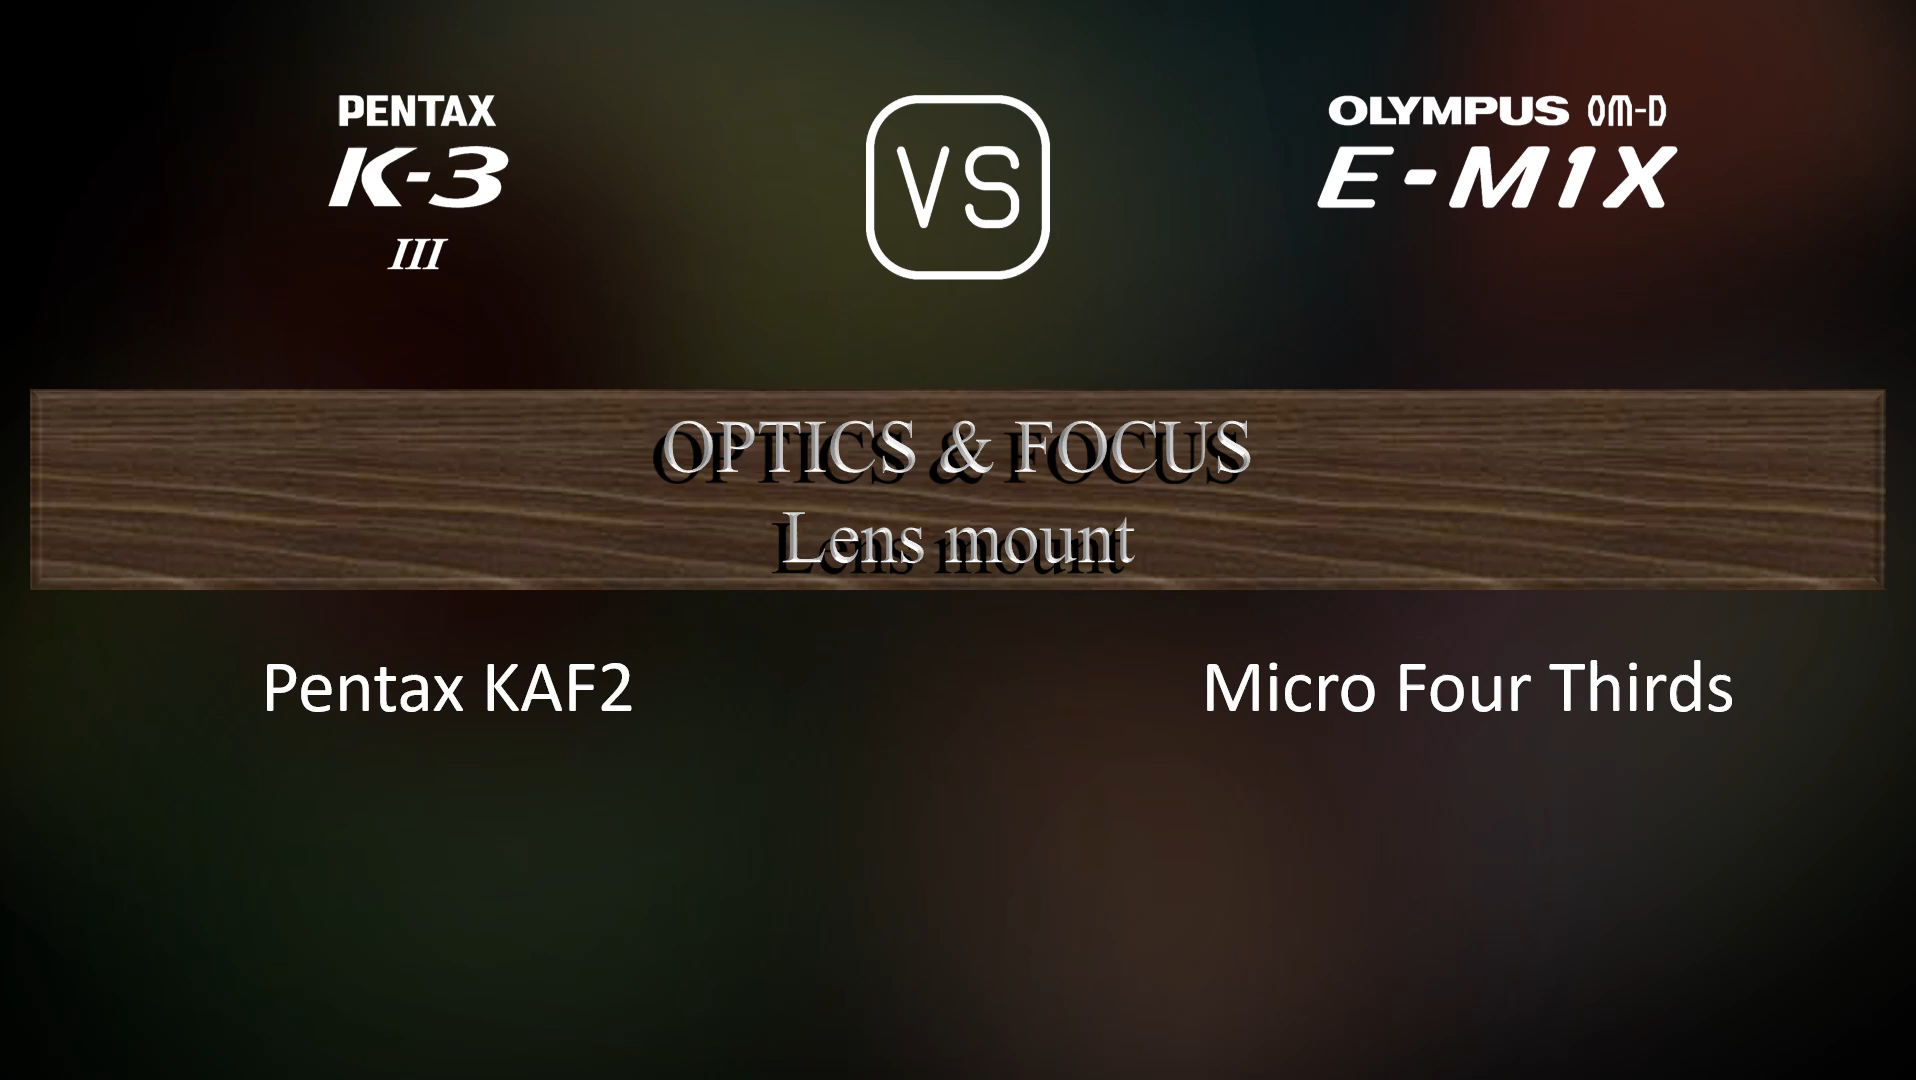 PENTAX
K-3
III
VS
OLYMPUS OM-D
E-M1X
OPTICS & FOCUS
Lens mount
Pentax KAF2
Micro Four Thirds